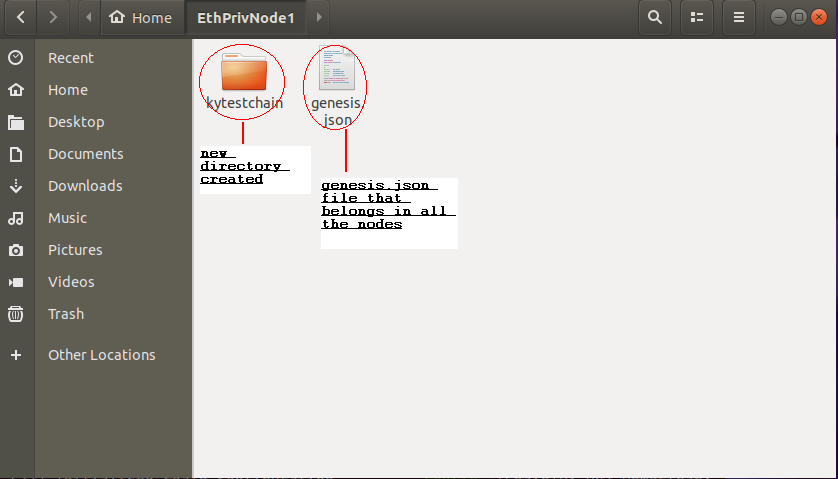 Home
EthPrivNode1
Recent
Home
Desktop
Documents
Downloads
Music
Pictures
Videos
Trash
Other Locations
kytestchain
genesis.
json
new
directory
created
genesis.json
file that
belongs in all
the nodes